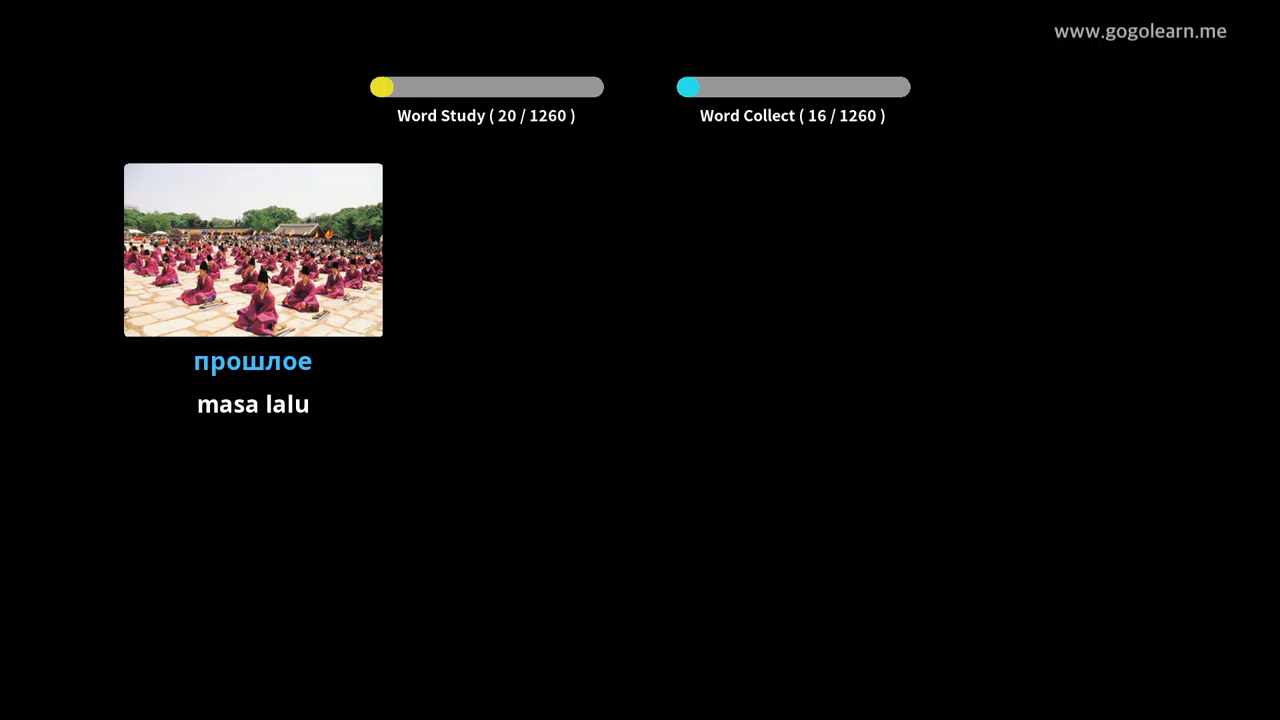 www.gogolearn.me
Word Study ( 20 / 1260 )
Word Collect ( 16 / 1260 )
прошлое
masa lalu